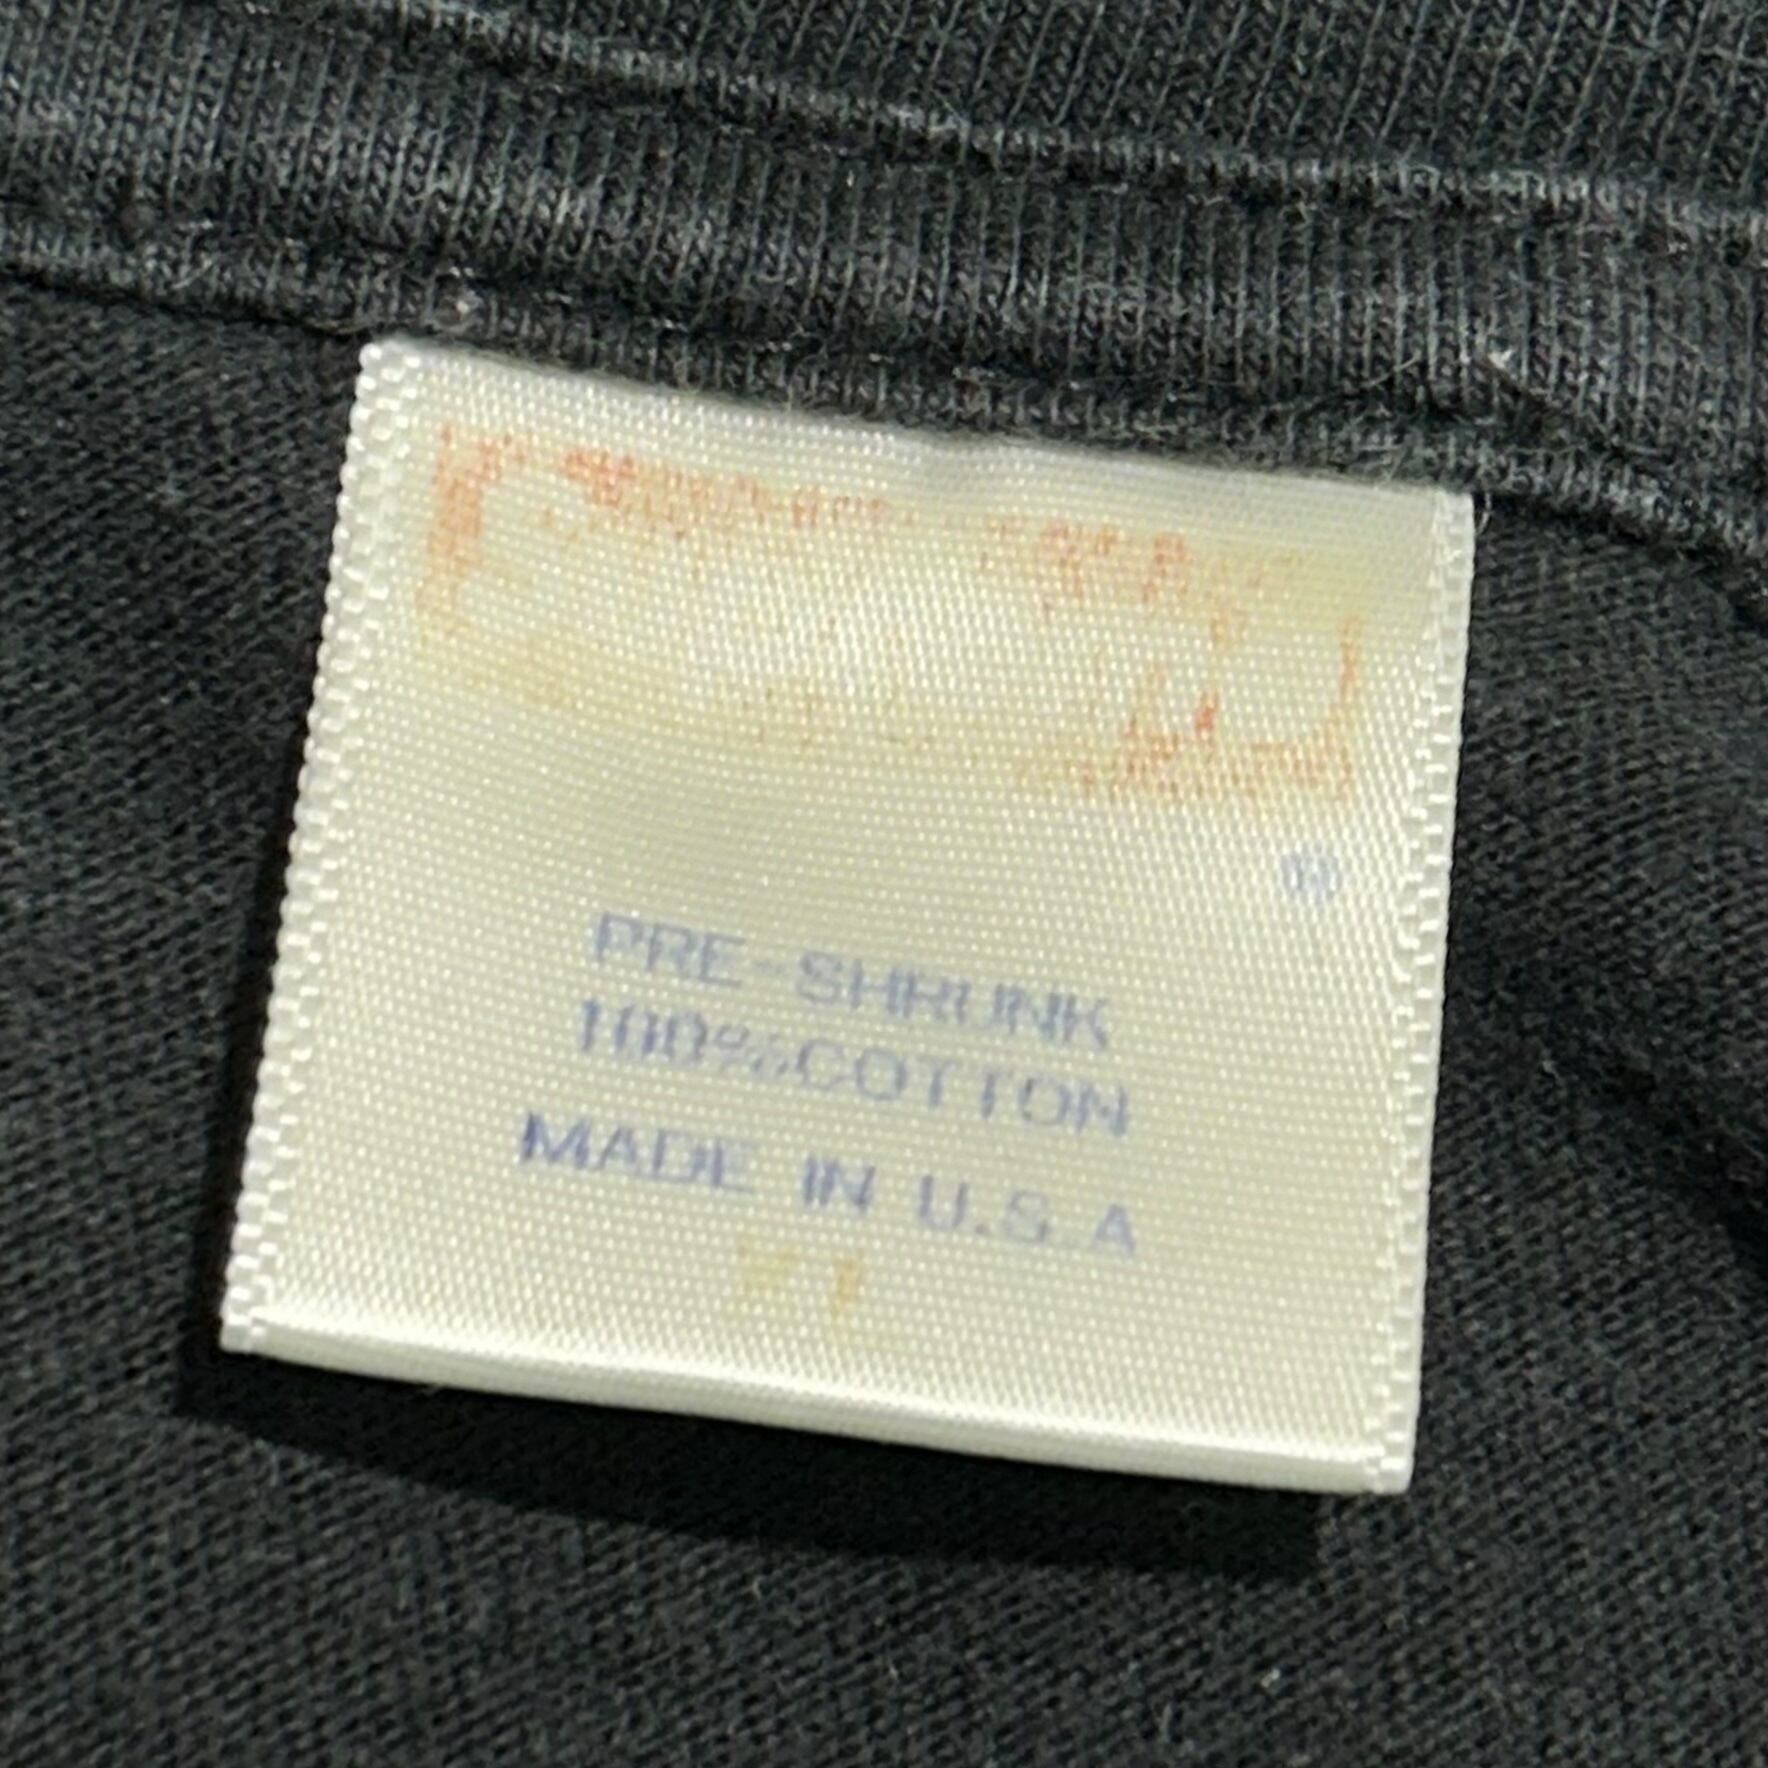 ®
PRE-SHRUNK
100%COTTON
MADE IN U.S.A